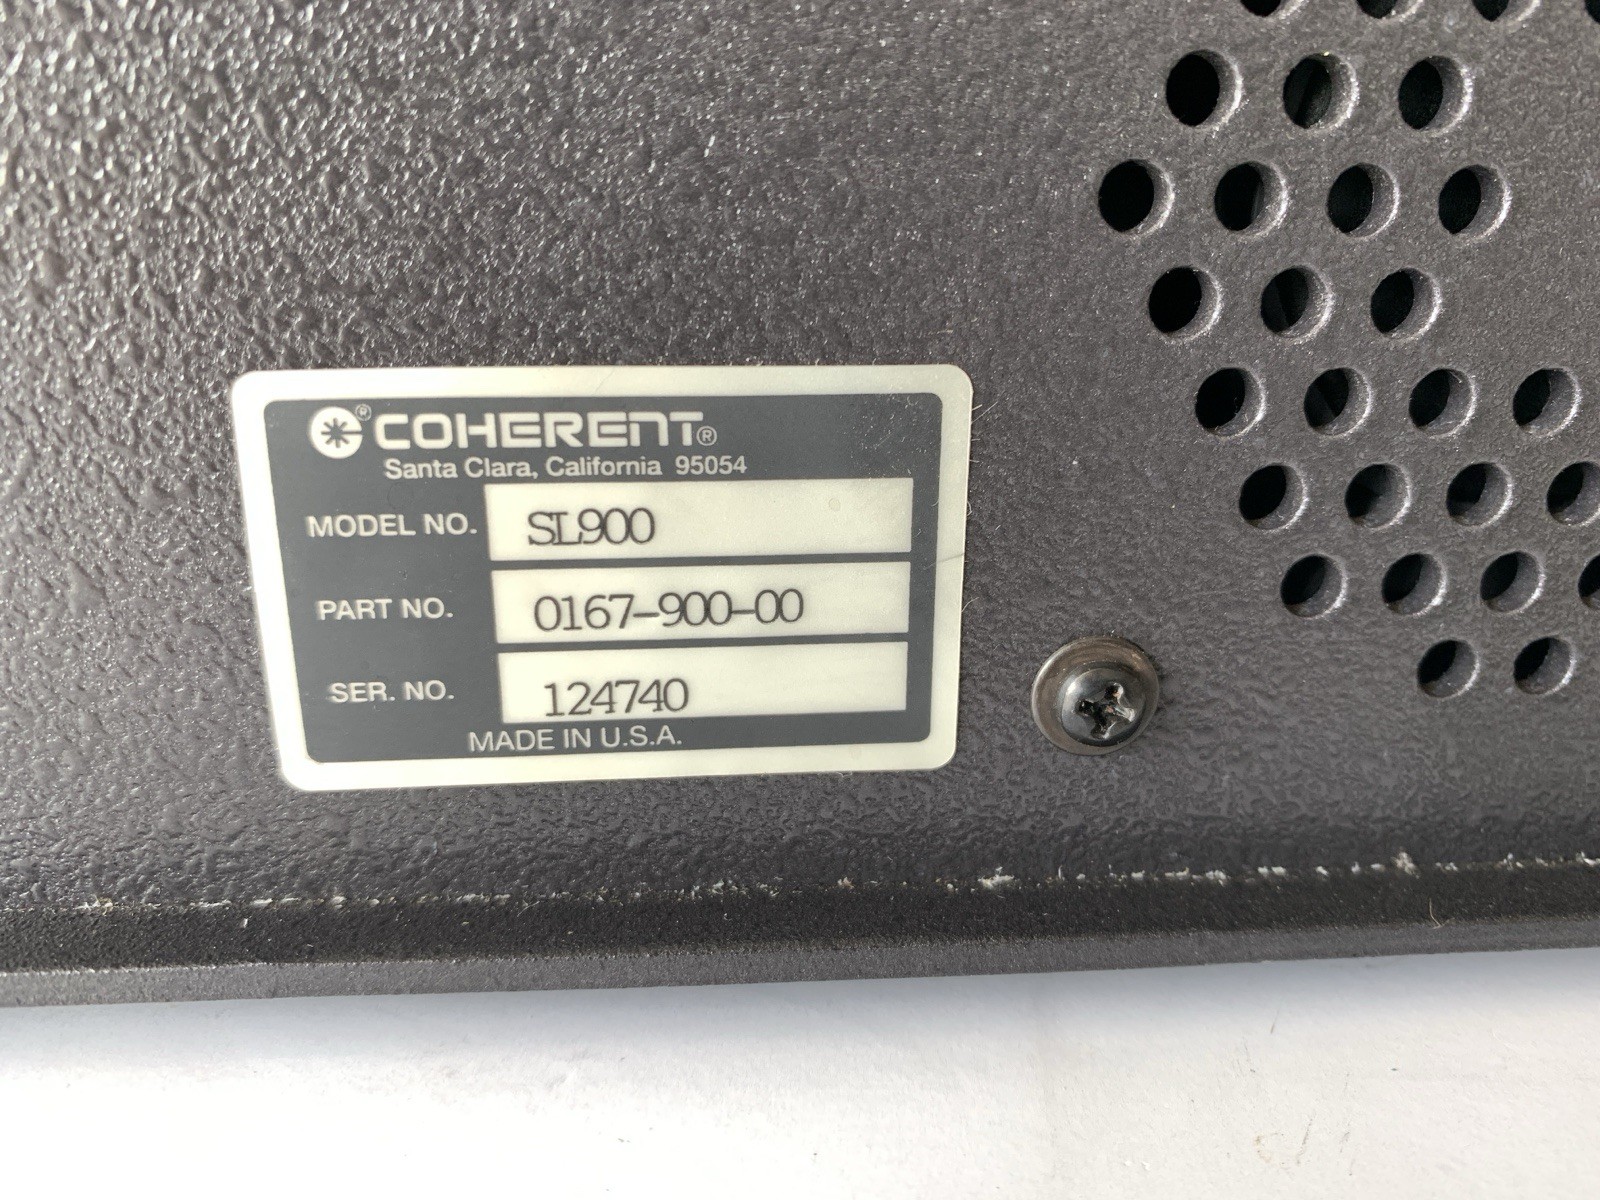 COHERENT®
Santa Clara, California 95054
MODEL NO. SL900
PART NO. 0167-900-00
SER. NO. 124740
MADE IN U.S.A.